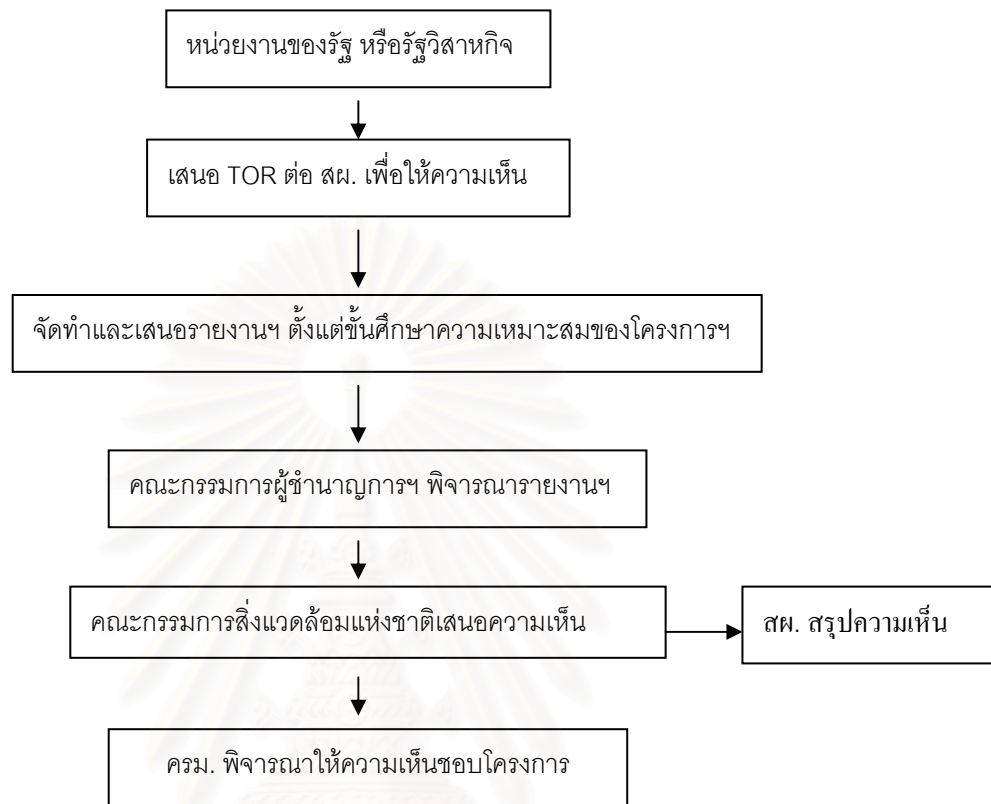 หน่วยงานของรัฐ หรือรัฐวิสาหกิจ
เสนอ TOR ต่อ สผ. เพื่อให้ความเห็น
จัดทำและเสนอรายงานฯ ตั้งแต่ขั้นศึกษาความเหมาะสมของโครงการฯ
คณะกรรมการผู้ชำนาญการฯ พิจารณารายงานฯ
คณะกรรมการสิ่งแวดล้อมแห่งชาติเสนอความเห็น
สผ. สรุปความเห็น
ครม. พิจารณาให้ความเห็นชอบโครงการ